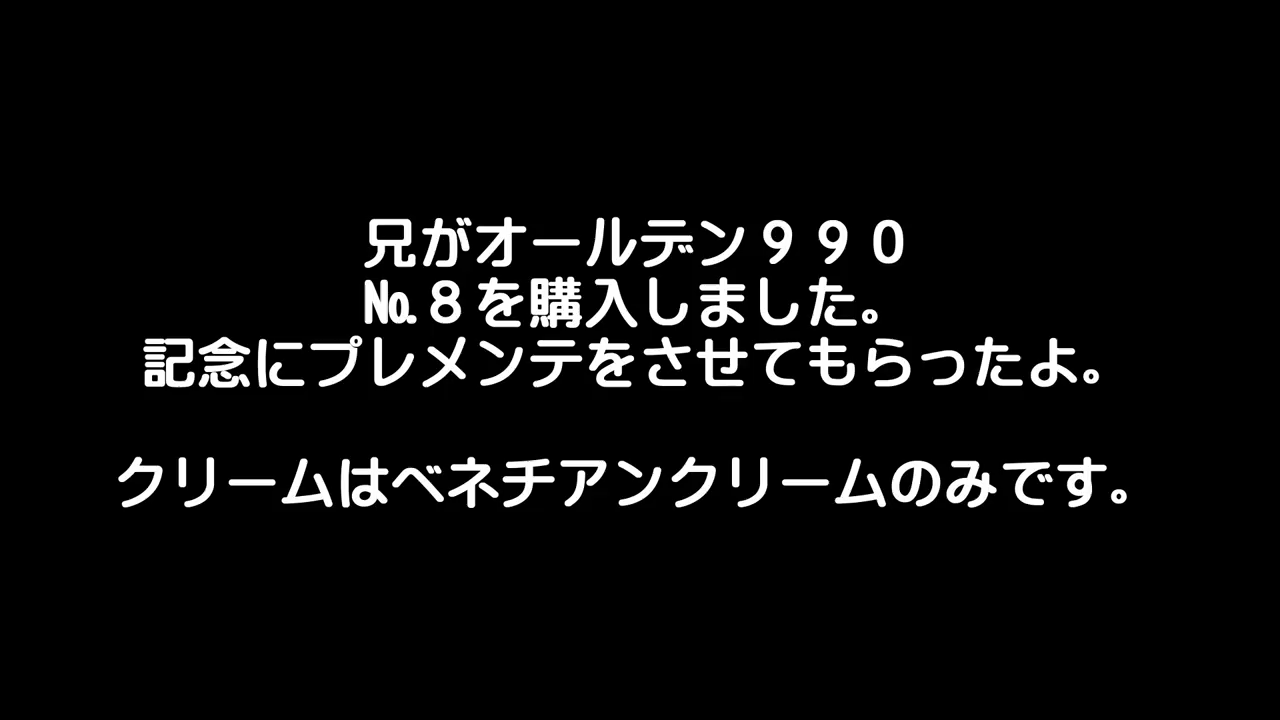 兄がオールデン９９０
№８を購入しました。
記念にプレメンテをさせてもらったよ。
クリームはベネチアンクリームのみです。